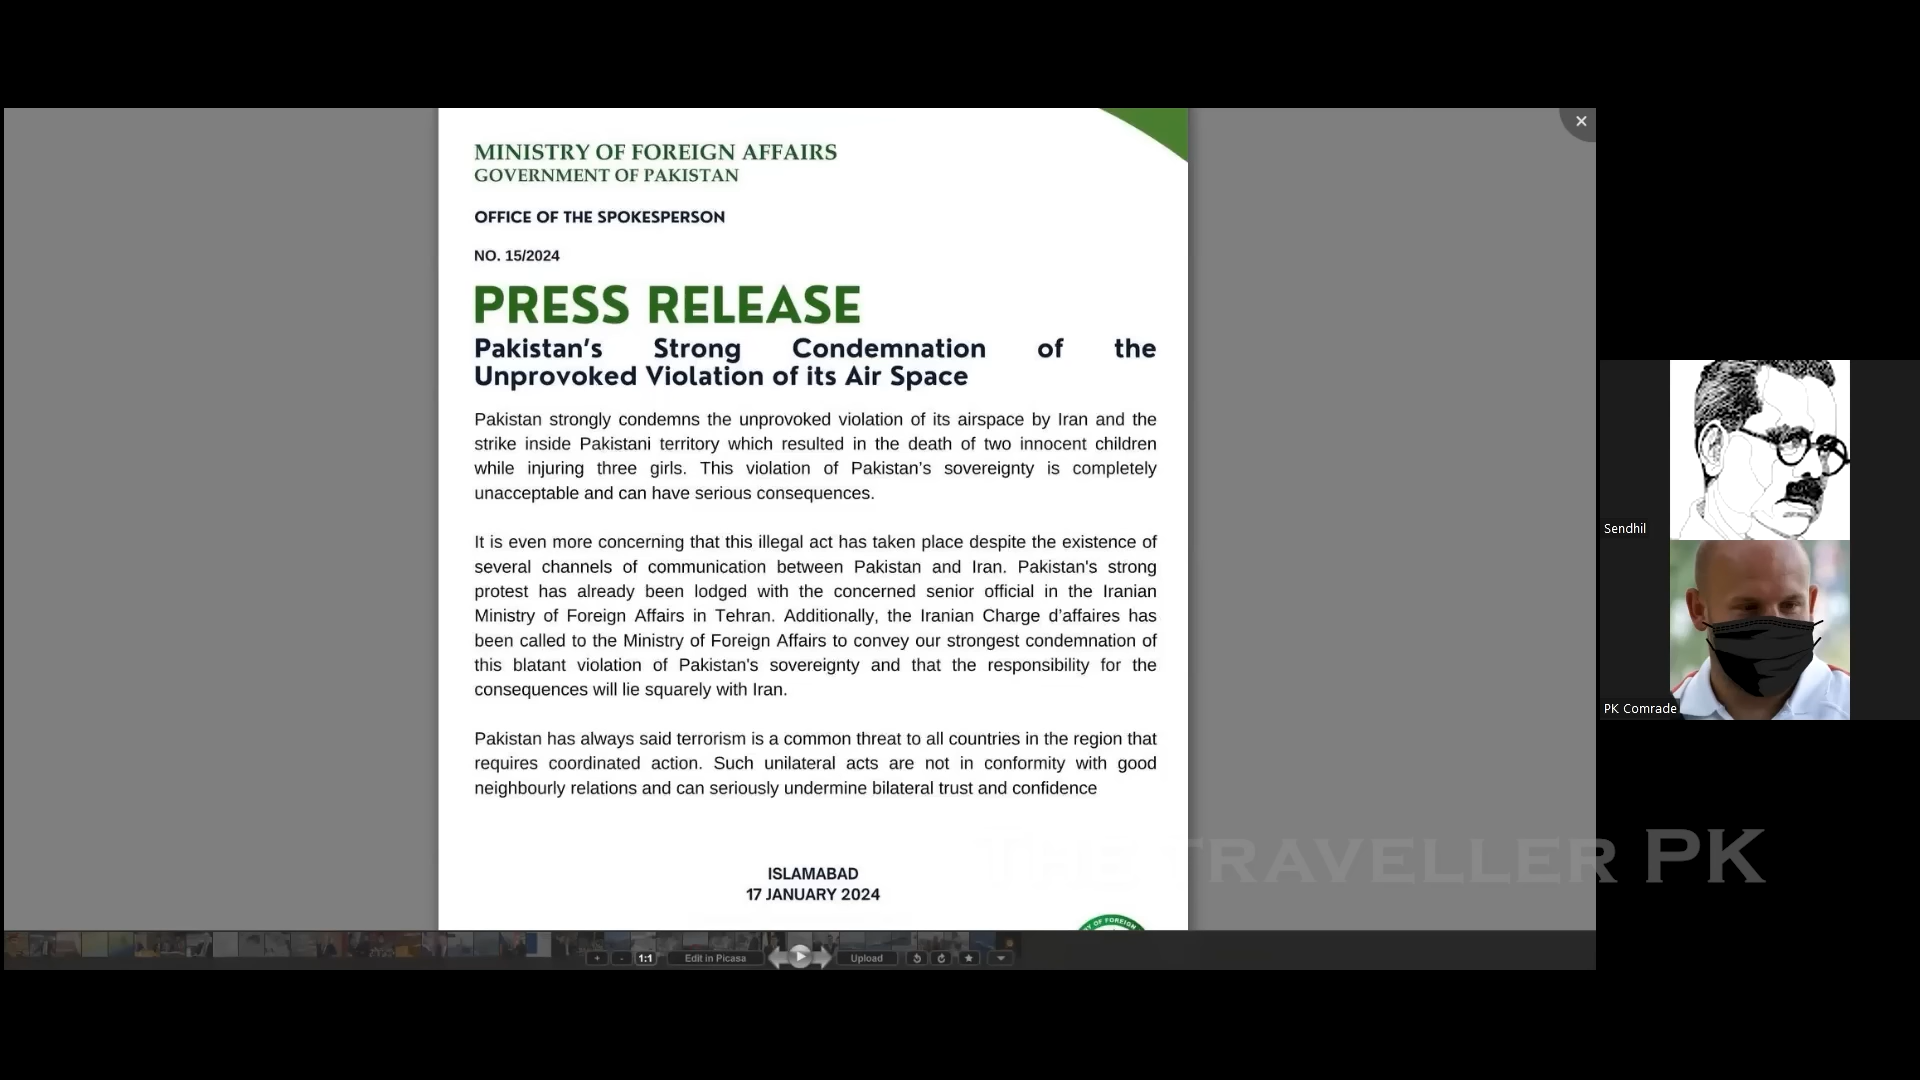 MINISTRY OF FOREIGN AFFAIRS
GOVERNMENT OF PAKISTAN
OFFICE OF THE SPOKESPERSON
NO. 15/2024
PRESS RELEASE
Pakistan’s Strong Condemnation of the
Unprovoked Violation of its Air Space
Pakistan strongly condemns the unprovoked violation of its airspace by Iran and the
strike inside Pakistani territory which resulted in the death of two innocent children
while injuring three girls. This violation of Pakistan’s sovereignty is completely
unacceptable and can have serious consequences.
It is even more concerning that this illegal act has taken place despite the existence of
several channels of communication between Pakistan and Iran. Pakistan's strong
protest has already been lodged with the concerned senior official in the Iranian
Ministry of Foreign Affairs in Tehran. Additionally, the Iranian Charge d’affaires has
been called to the Ministry of Foreign Affairs to convey our strongest condemnation of
this blatant violation of Pakistan's sovereignty and that the responsibility for the
consequences will lie squarely with Iran.
Pakistan has always said terrorism is a common threat to all countries in the region that
requires coordinated action. Such unilateral acts are not in conformity with good
neighbourly relations and can seriously undermine bilateral trust and confidence
ISLAMABAD
17 JANUARY 2024
OF FOREIGN
THE TRAVELLER PK
1:1
Edit in Picasa
Upload
Sendhil
PK Comrade